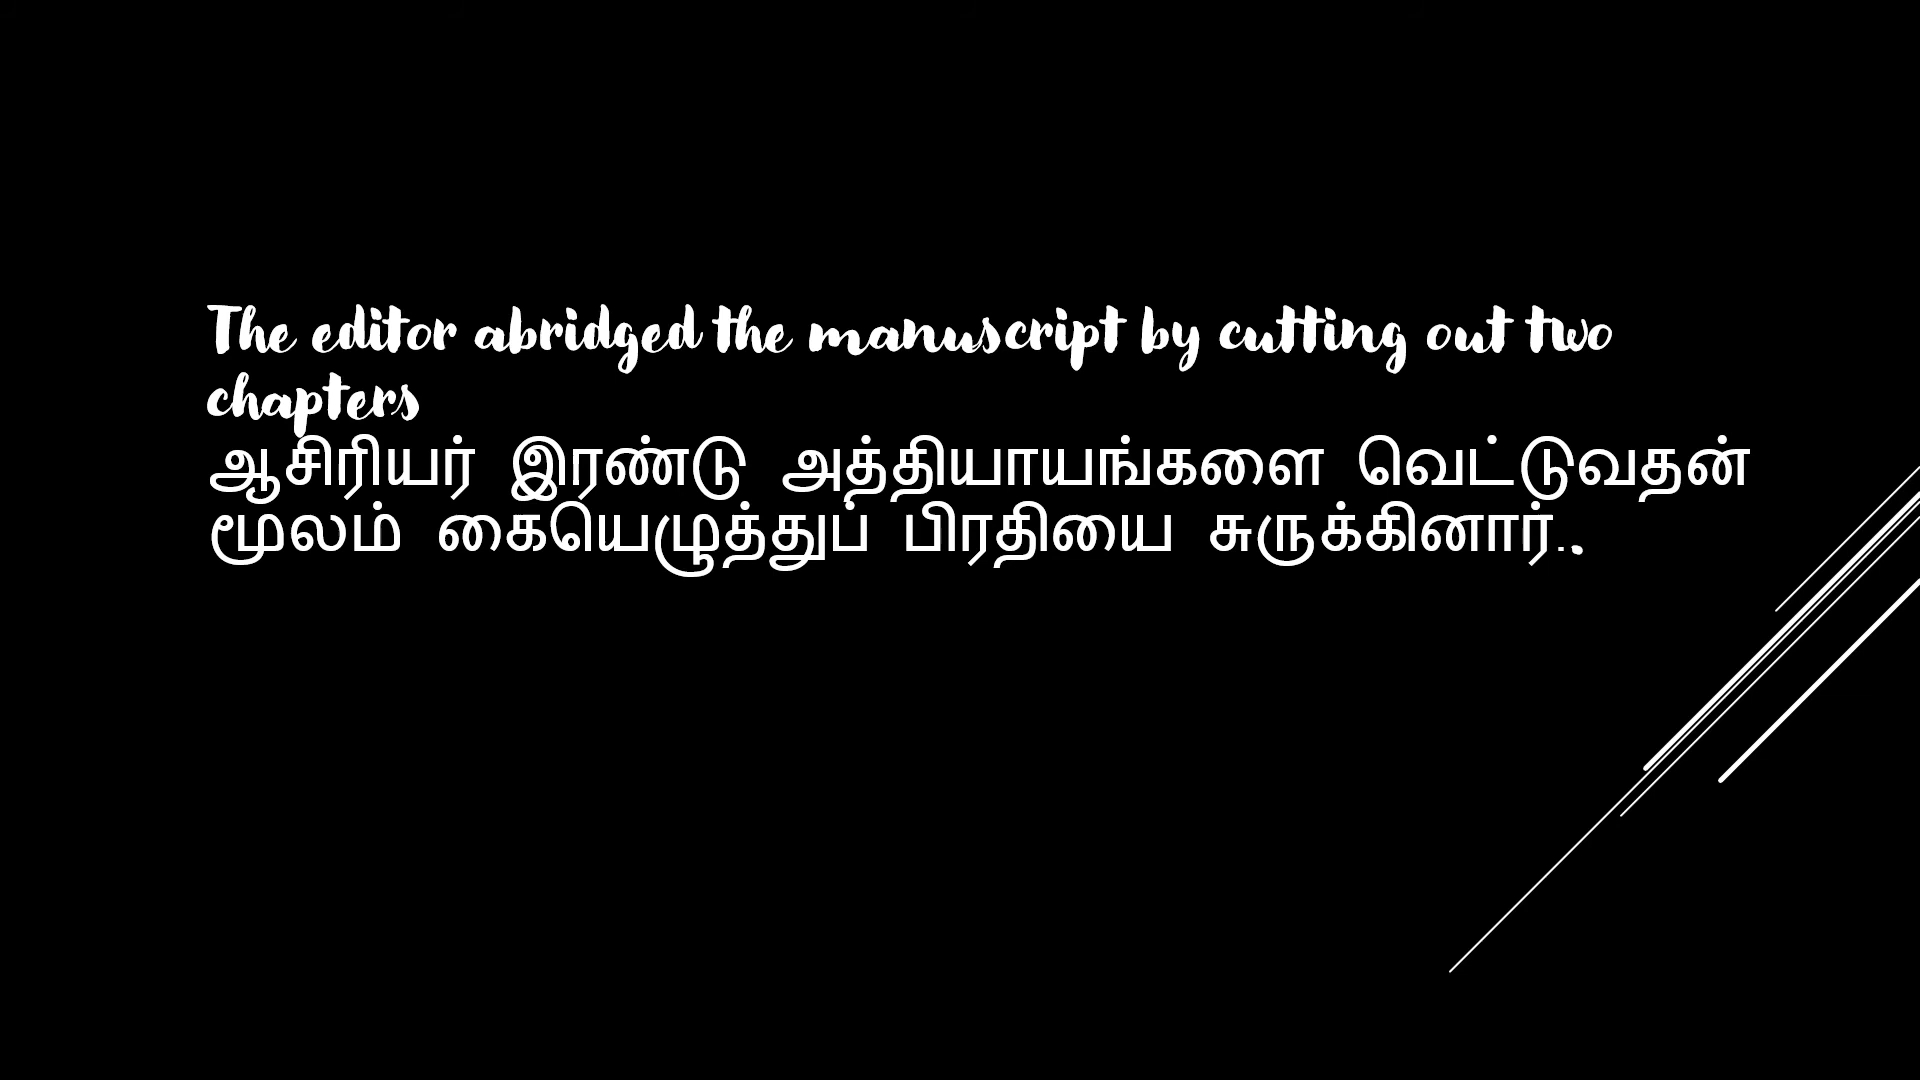 The editor abridged the manuscript by cutting out two
chapters
ஆசிரியர் இரண்டு அத்தியாயங்களை வெட்டுவதன்
மூலம் கையெழுத்துப் பிரதியை சுருக்கினார்..